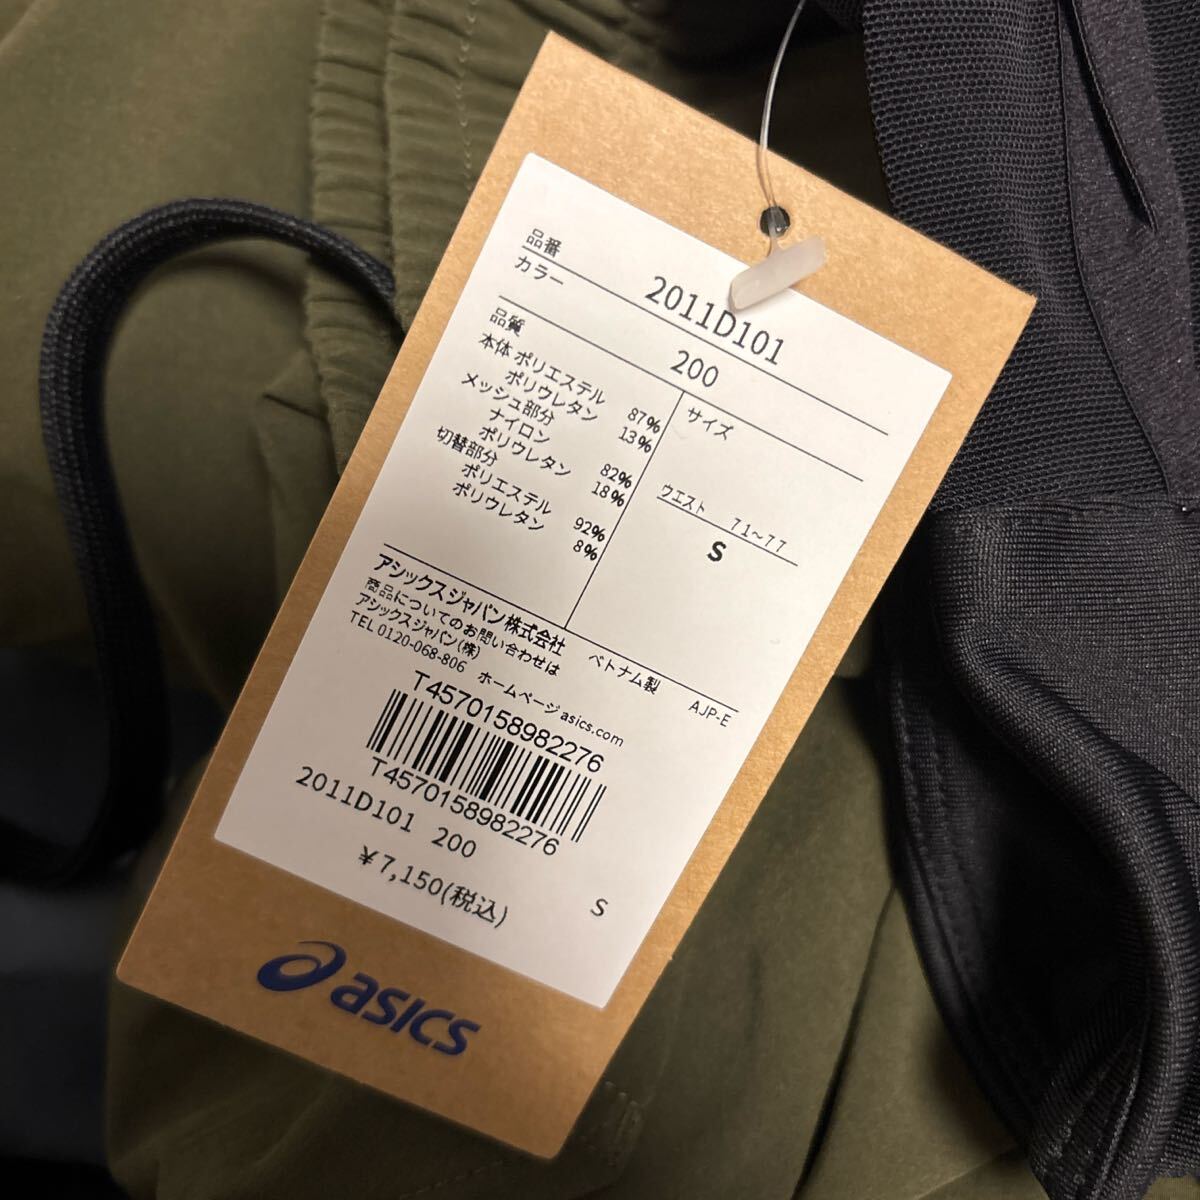 品番 2011D101
カラー 200
品質
本体 ポリエステル 87%
ポリウレタン 13%
メッシュ部分
ナイロン 82%
ポリウレタン 18%
切替部分
ポリエステル 92%
ポリウレタン 8%
サイズ
ウエスト 71~77
S
アシックスジャパン株式会社 ベトナム製 AJP-E
商品についてのお問い合わせは
アシックスジャパン(株)
TEL 0120-068-806 ホームページ asics.com
T4570158982276
T4570158982276
2011D101 200 S
¥7,150(税込)
asics